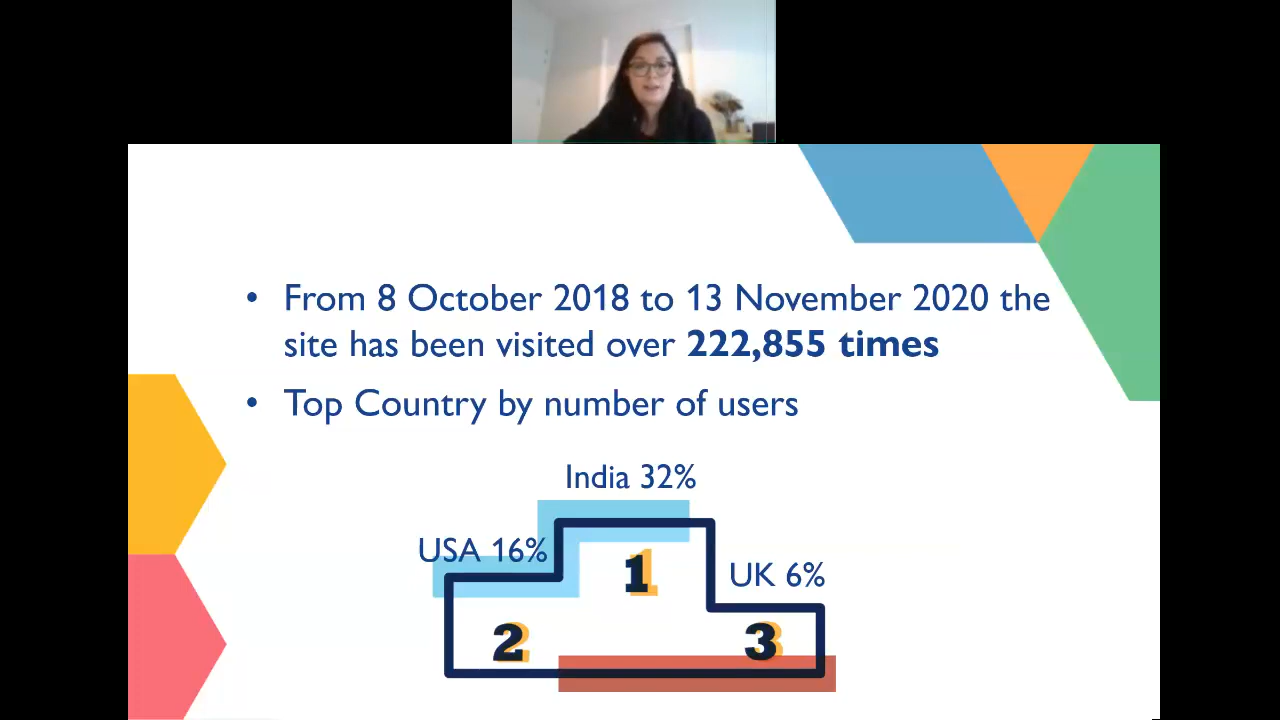 • From 8 October 2018 to 13 November 2020 the
site has been visited over 222,855 times
• Top Country by number of users
India 32%
USA 16%
UK 6%
1
2
3